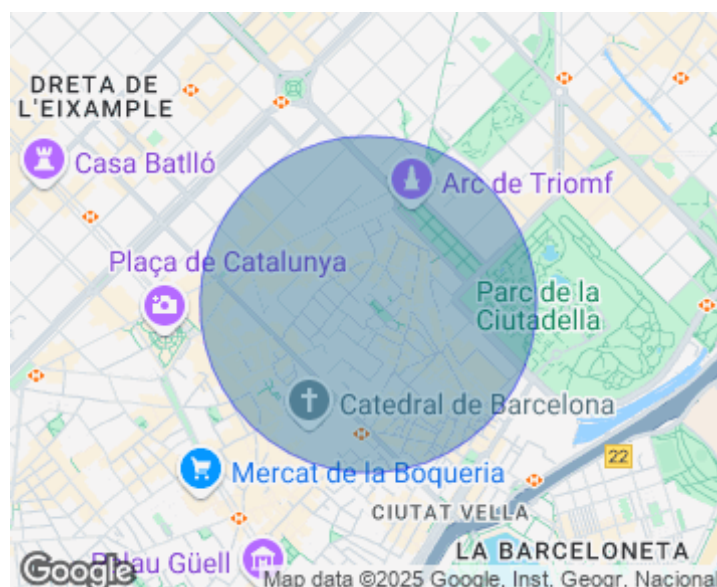 DRETA DE
L'EIXAMPLE
Casa Batlló
Arc de Triomf
Plaça de Catalunya
Parc de la
Ciutadella
Catedral de Barcelona
22
Mercat de la Boqueria
CIUTAT VELLA
LA BARCELONETA
Palau Güell
Google
Map data ©2025 Google, Inst. Geogr. Nacional